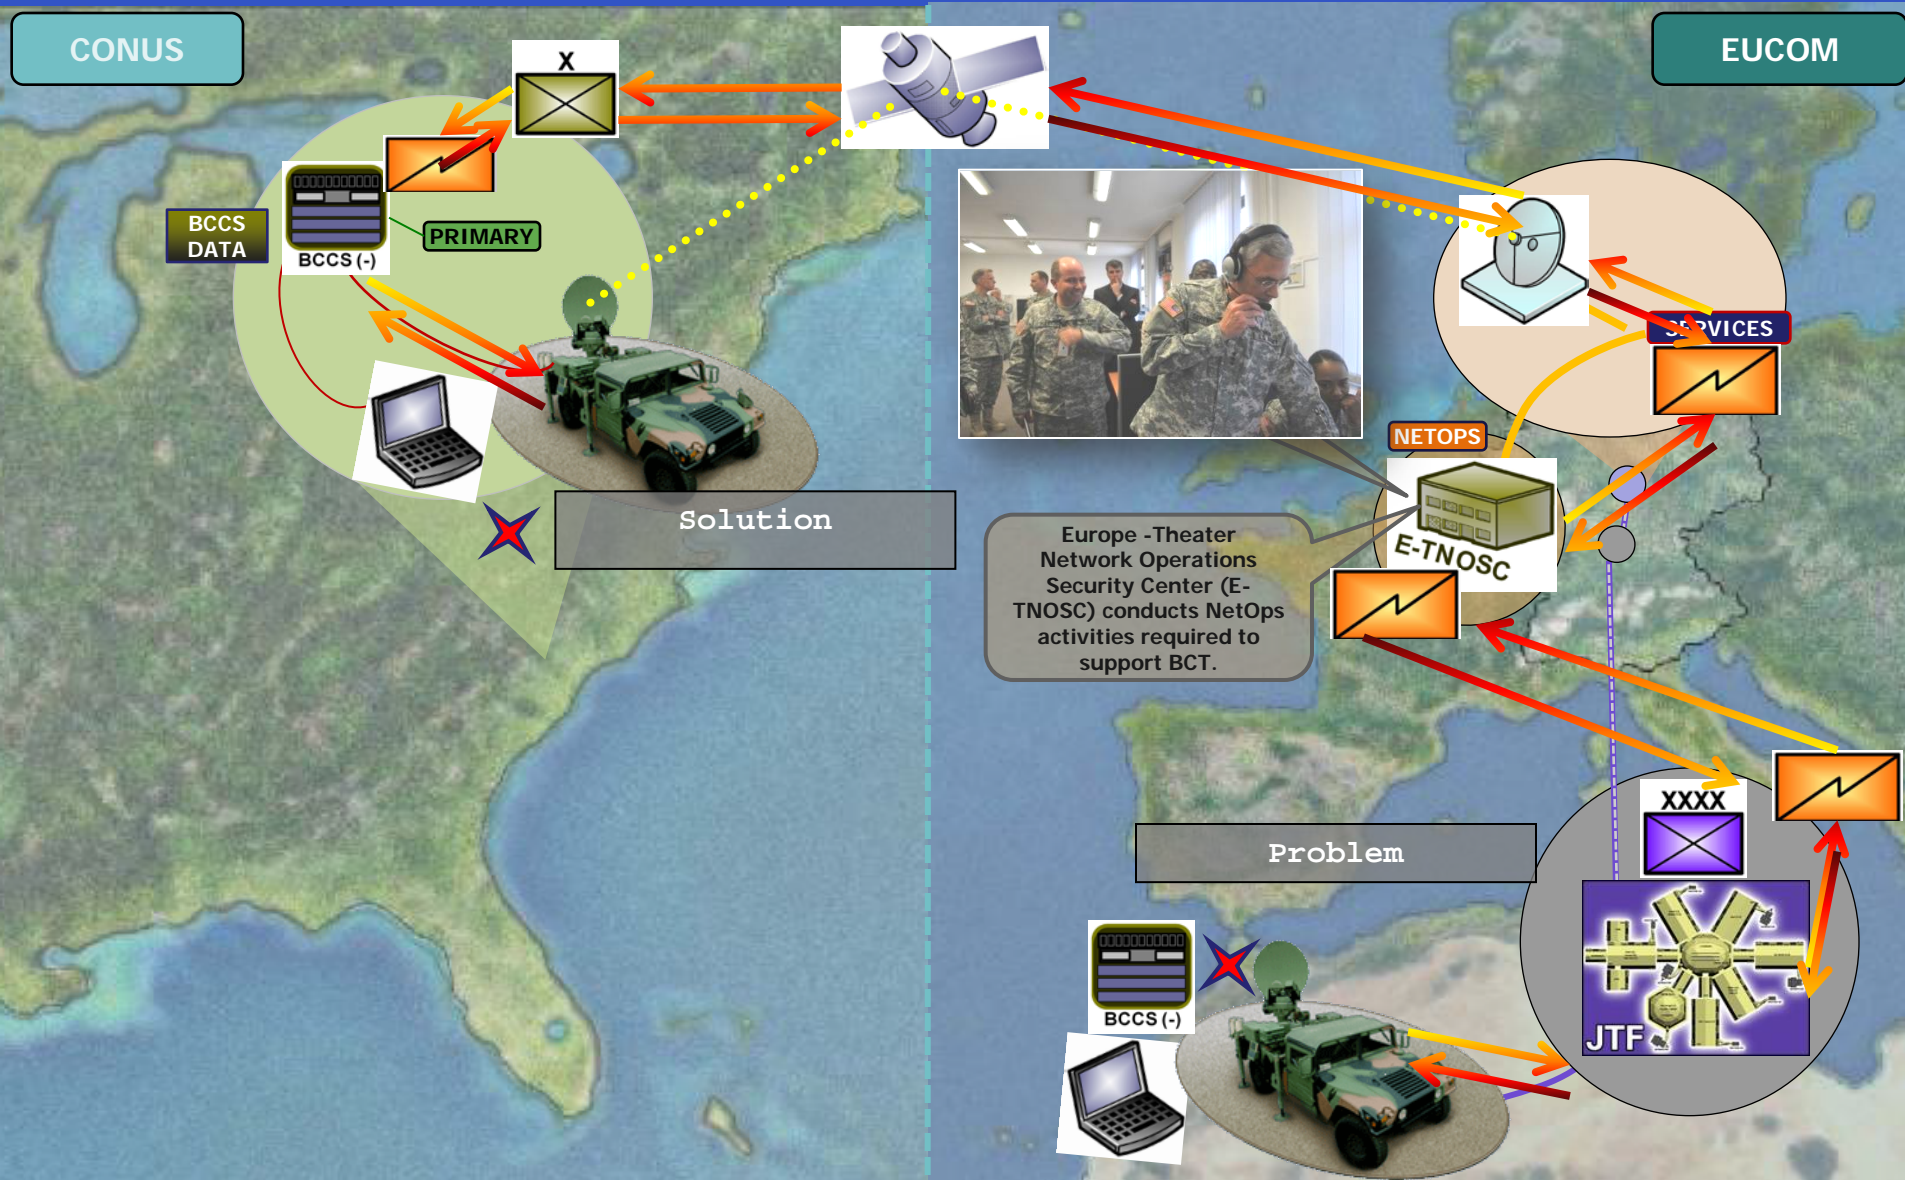 CONUS
EUCOM
X
BCCS
DATA
PRIMARY
BCCS (-)
SERVICES
NETOPS
Solution
E-TNOSC
Europe -Theater
Network Operations
Security Center (E-
TNOSC) conducts NetOps
activities required to
support BCT.
XXXX
Problem
BCCS (-)
JTF